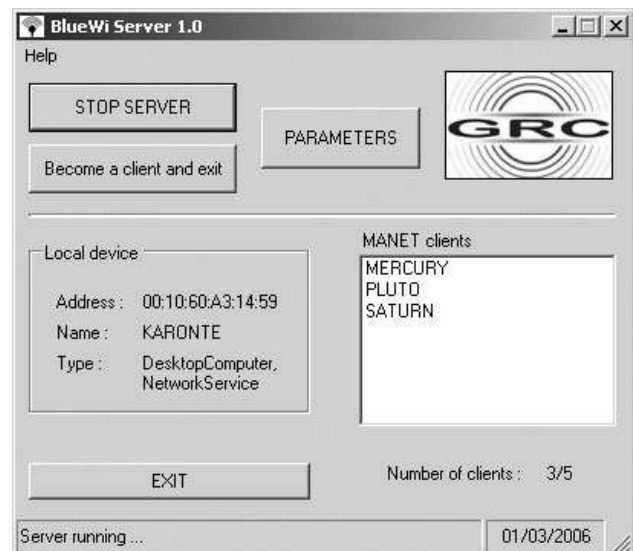 BlueWi Server 1.0
Help
STOP SERVER
PARAMETERS
GRC
Become a client and exit
Local device
Address : 00:10:60:A3:14:59
Name : KARONTE
Type : DesktopComputer,
NetworkService
MANET clients
MERCURY
PLUTO
SATURN
EXIT
Number of clients : 3/5
Server running ...
01/03/2006